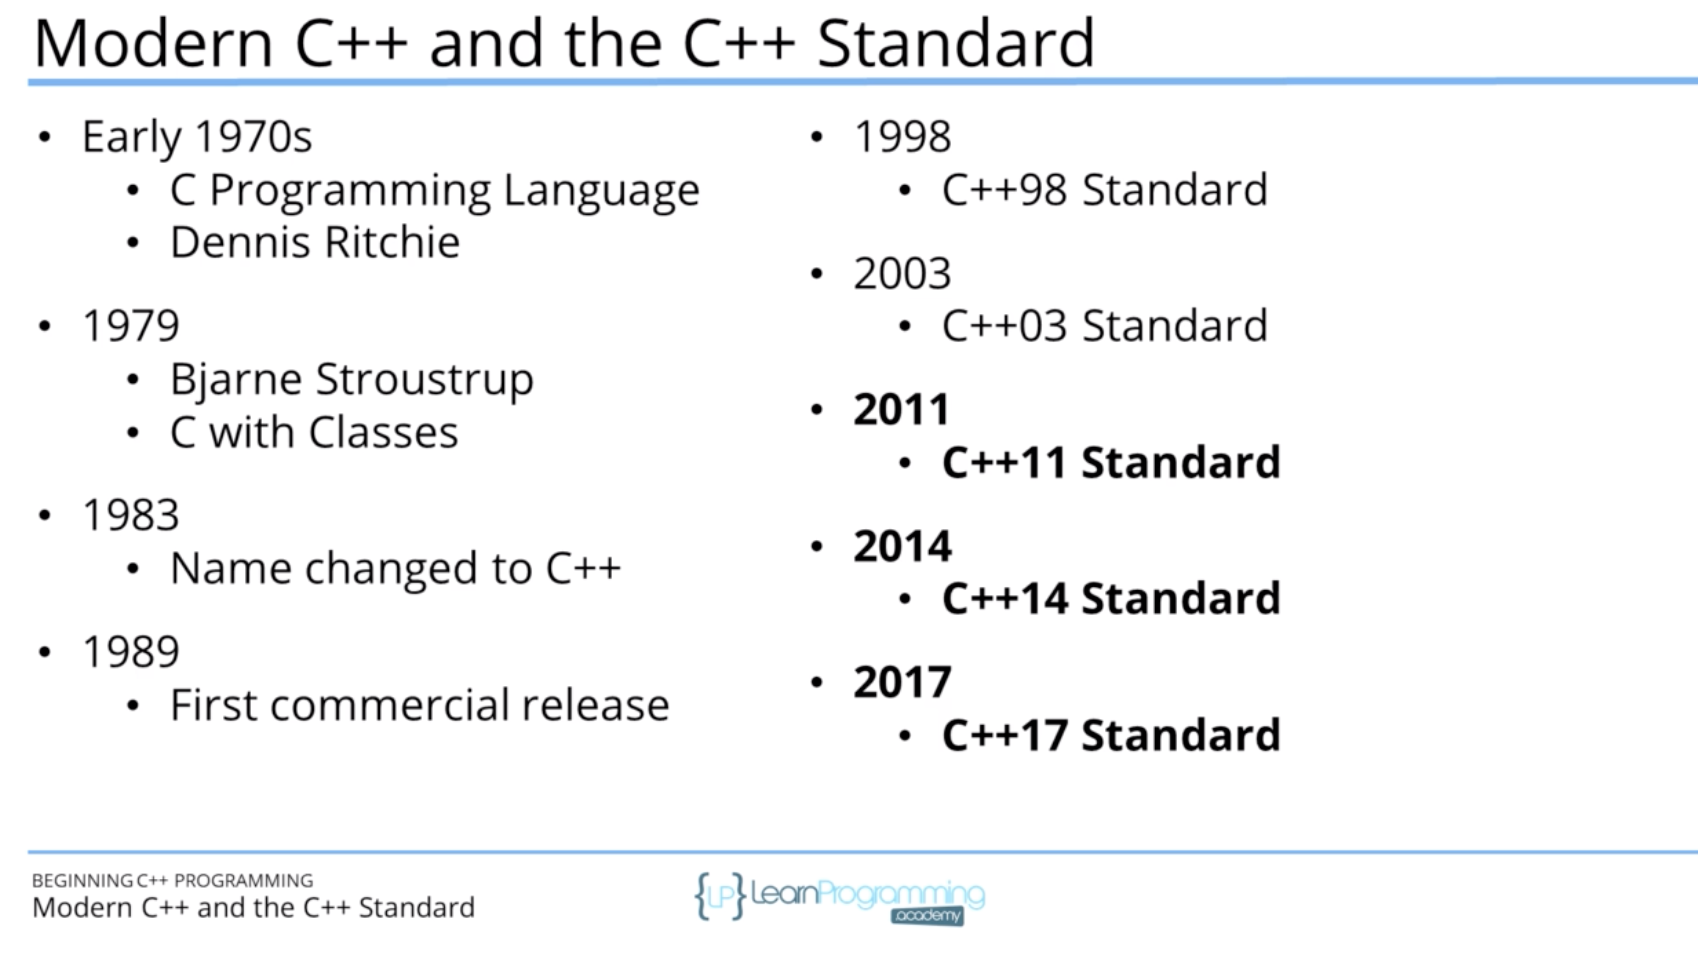 Modern C++ and the C++ Standard
• Early 1970s
• C Programming Language
• Dennis Ritchie
• 1979
• Bjarne Stroustrup
• C with Classes
• 1983
• Name changed to C++
• 1989
• First commercial release
• 1998
• C++98 Standard
• 2003
• C++03 Standard
• 2011
• C++11 Standard
• 2014
• C++14 Standard
• 2017
• C++17 Standard
BEGINNING C++ PROGRAMMING
Modern C++ and the C++ Standard
{LP} LearnProgramming
academy